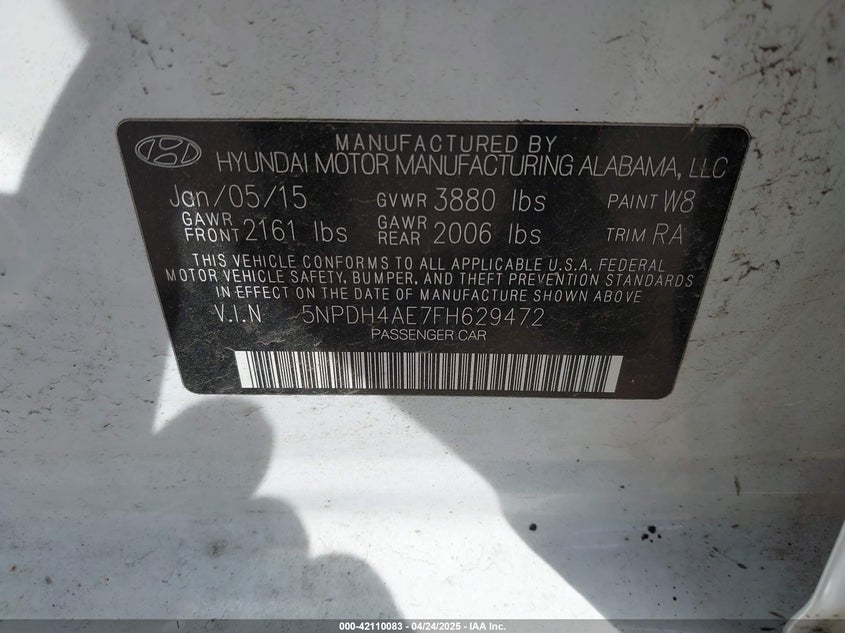 MANUFACTURED BY
HYUNDAI MOTOR MANUFACTURING ALABAMA, LLC
Jan/05/15 GVWR 3880 lbs PAINT W8
GAWR FRONT 2161 lbs GAWR REAR 2006 lbs TRIM RA
THIS VEHICLE CONFORMS TO ALL APPLICABLE U.S.A. FEDERAL
MOTOR VEHICLE SAFETY, BUMPER, AND THEFT PREVENTION STANDARDS
IN EFFECT ON THE DATE OF MANUFACTURE SHOWN ABOVE
V.I.N 5NPDH4AE7FH629472
PASSENGER CAR
000-42110083 - 04/24/2025 - IAA Inc.